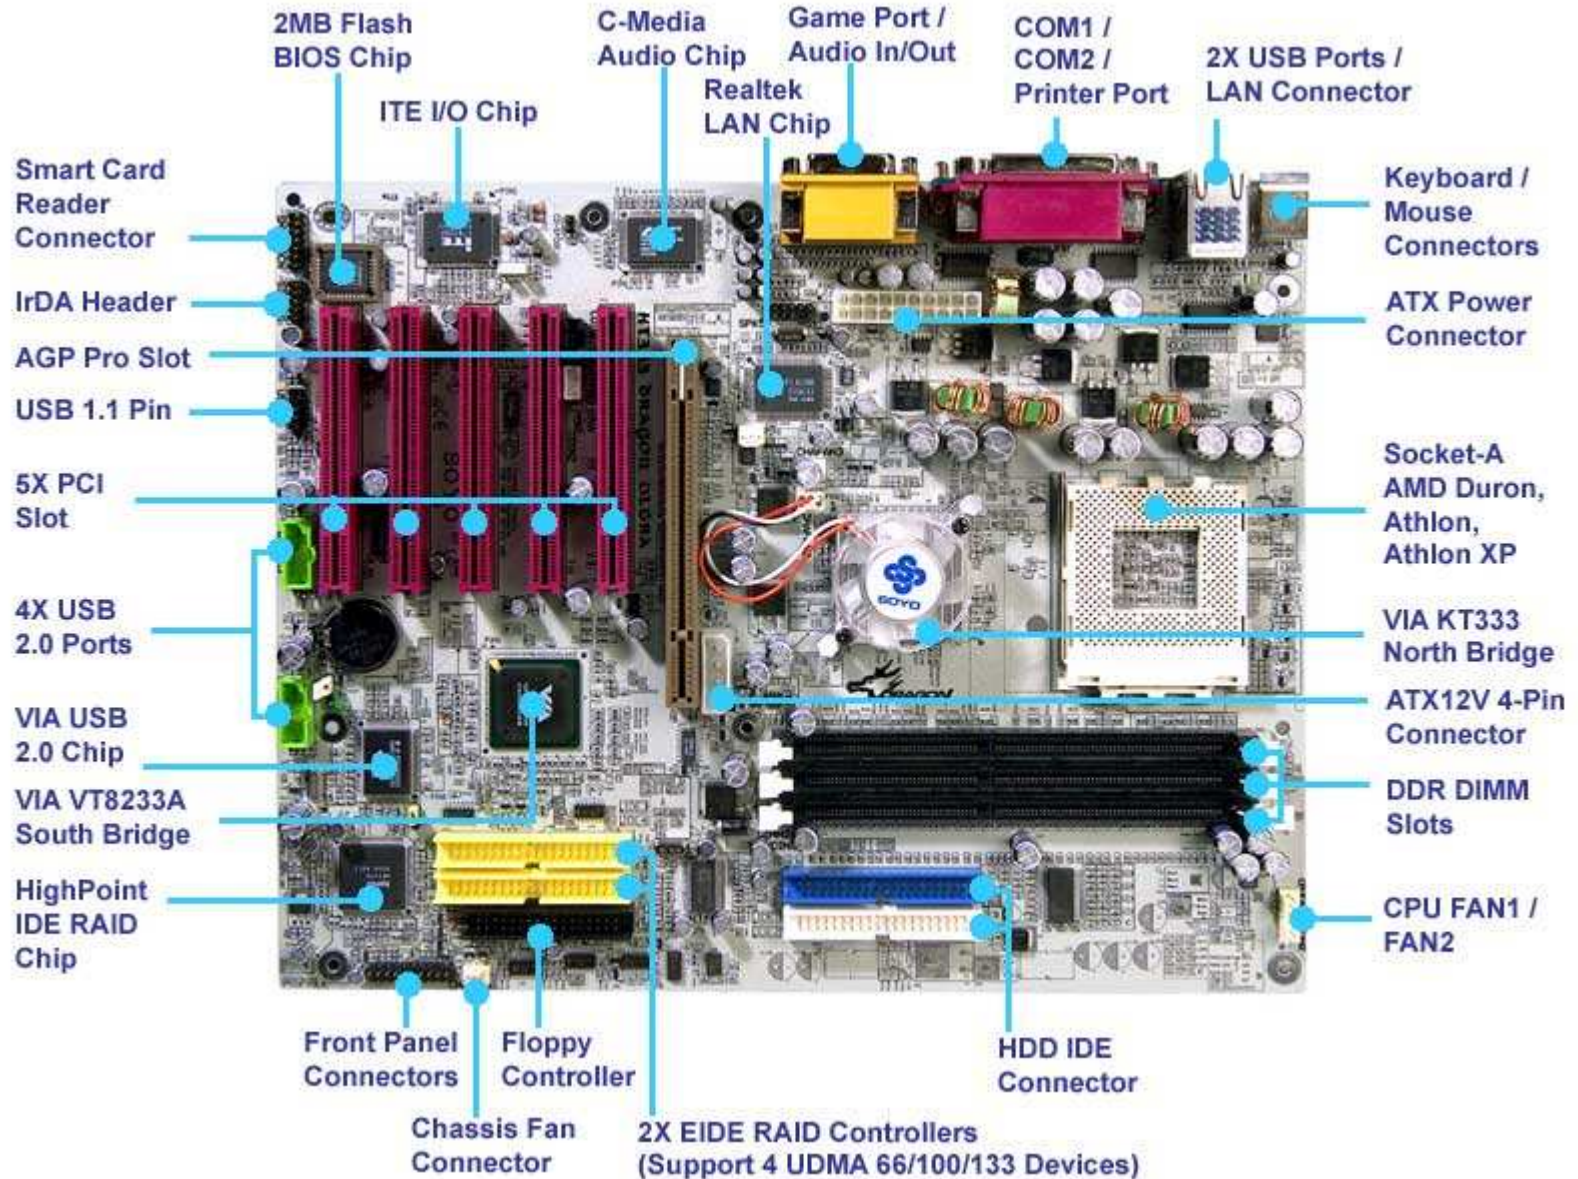 2MB Flash
BIOS Chip
C-Media
Audio Chip
Game Port /
Audio In/Out
COM1 /
COM2 /
Printer Port
2X USB Ports /
LAN Connector
ITE I/O Chip
Realtek
LAN Chip
Smart Card
Reader
Connector
Keyboard /
Mouse
Connectors
IrDA Header
ATX Power
Connector
AGP Pro Slot
USB 1.1 Pin
5X PCI
Slot
Socket-A
AMD Duron,
Athlon,
Athlon XP
SOYO
4X USB
2.0 Ports
VIA KT333
North Bridge
DRAGON
VIA USB
2.0 Chip
ATX12V 4-Pin
Connector
VIA VT8233A
South Bridge
DDR DIMM
Slots
HighPoint
IDE RAID
Chip
CPU FAN1 /
FAN2
Front Panel
Connectors
Floppy
Controller
HDD IDE
Connector
Chassis Fan
Connector
2X EIDE RAID Controllers
(Support 4 UDMA 66/100/133 Devices)